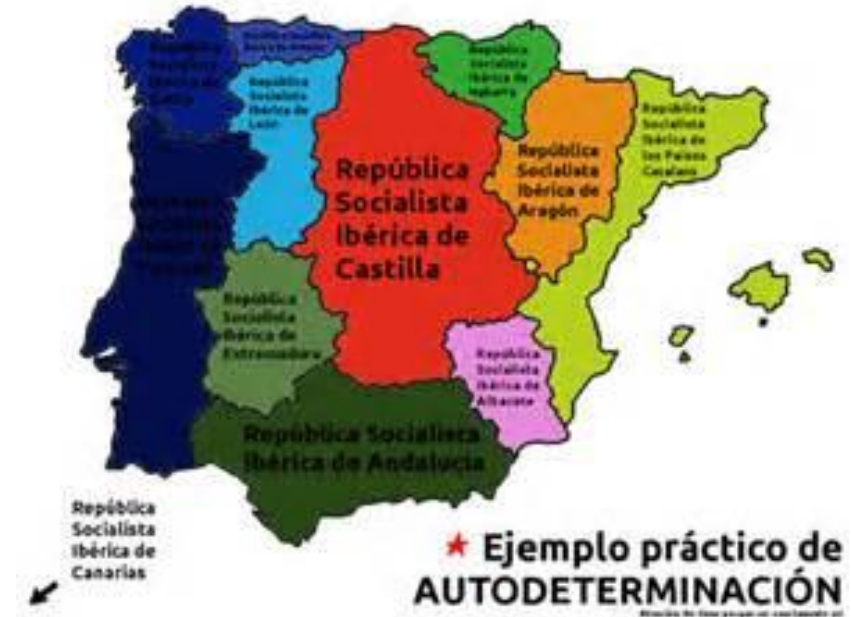 República
Socialista
Ibérica de
León
República
Socialista
Ibérica de
Castilla
República
Socialista
Ibérica de
República
Socialista
Ibérica de
Aragón
República
Socialista
Ibérica de
los Países
Catalans
República
Socialista
Ibérica de
Extremadura
República
Socialista
Ibérica de
Albacete
República Socialista
Ibérica de Andalucía
República
Socialista
Ibérica de
Canarias
Ejemplo práctico de
AUTODETERMINACIÓN